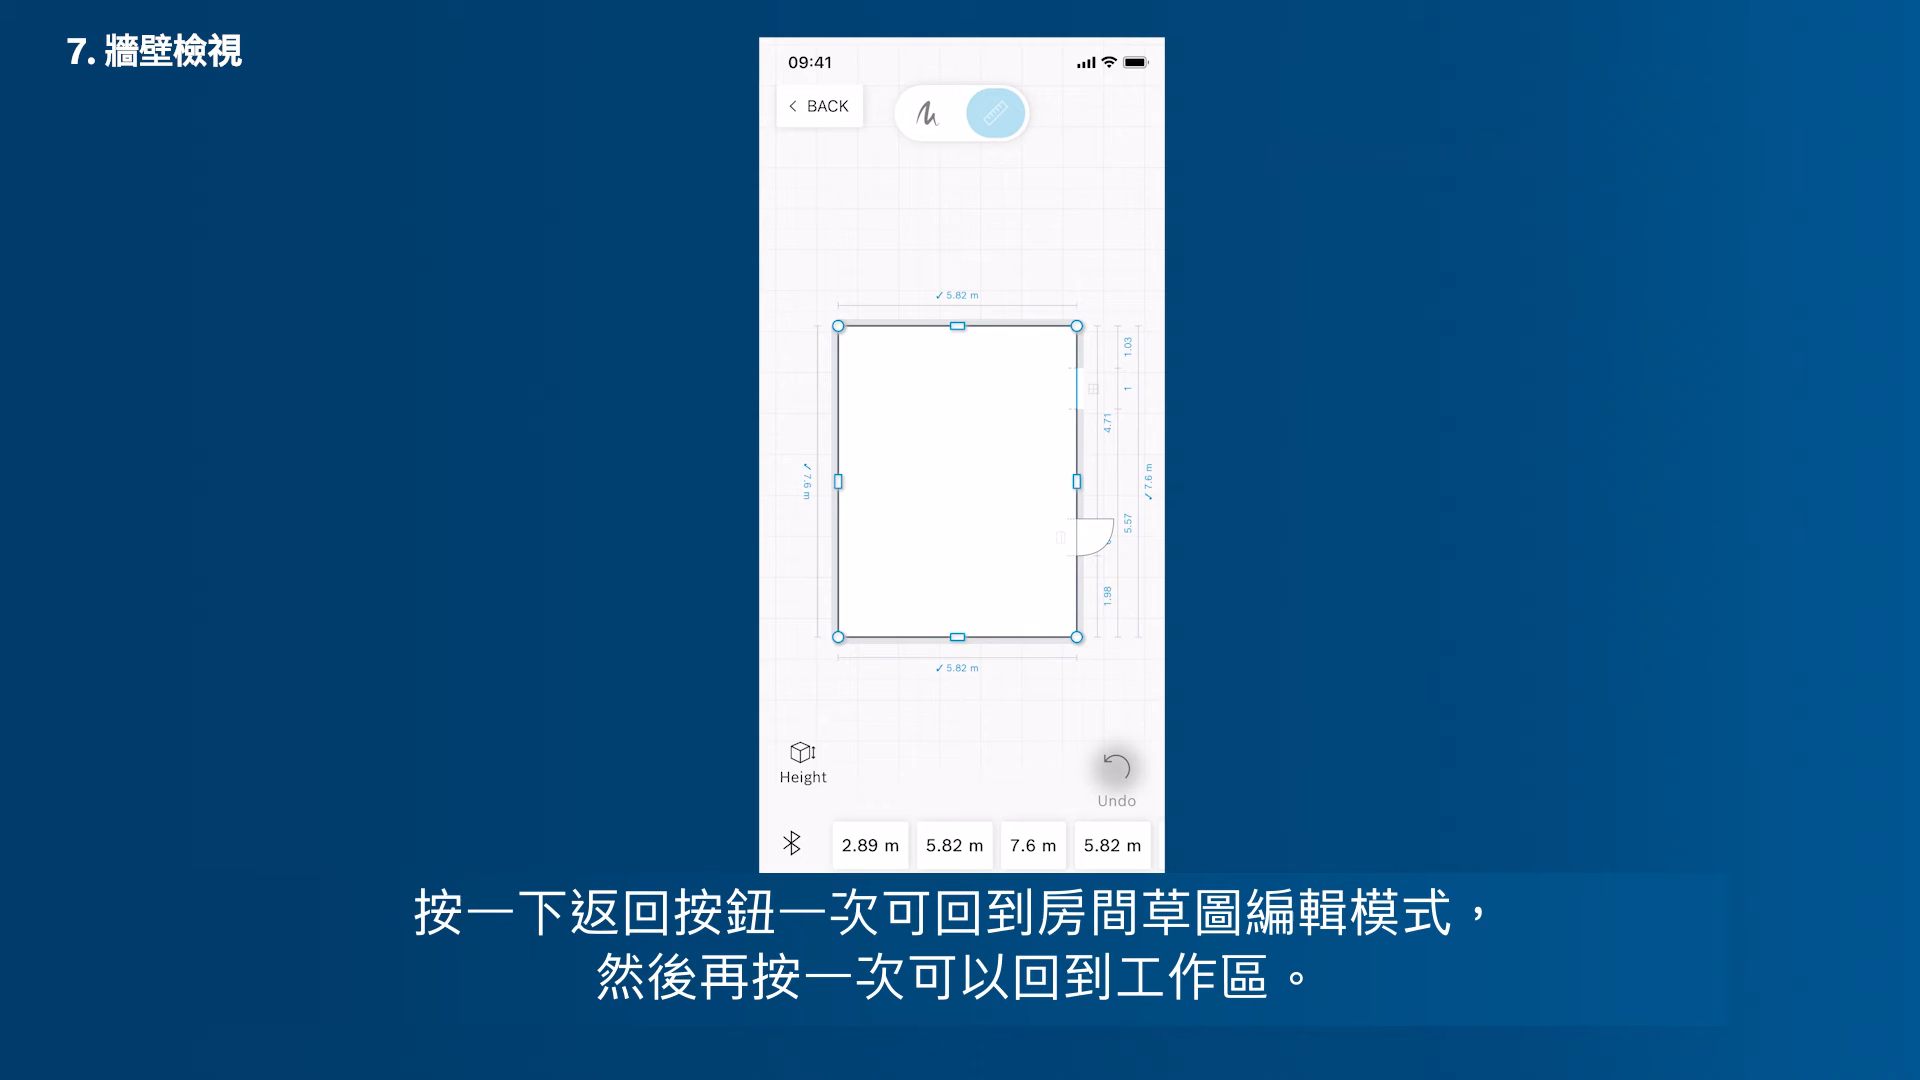 7. 牆壁檢視
09:41
BACK
✓ 5.82 m
1.03
1
4.71
✓ 7.6 m
✓ 7.6 m
5.57
1.98
✓ 5.82 m
Height
Undo
2.89 m
5.82 m
7.6 m
5.82 m
按一下返回按鈕一次可回到房間草圖編輯模式，
然後再按一次可以回到工作區。